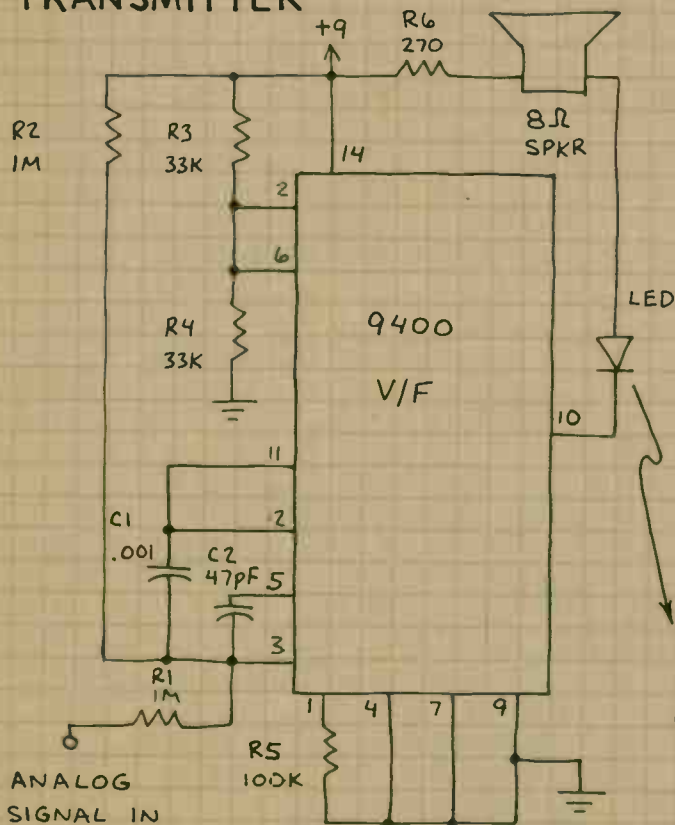 TRANSMITTER
+9
R6
270
R2
1M
R3
33K
8Ω
SPKR
14
2
6
9400
V/F
LED
R4
33K
10
11
C1
.001
2
C2
47pF
5
3
R1
1M
1
4
7
9
R5
100K
ANALOG
SIGNAL IN